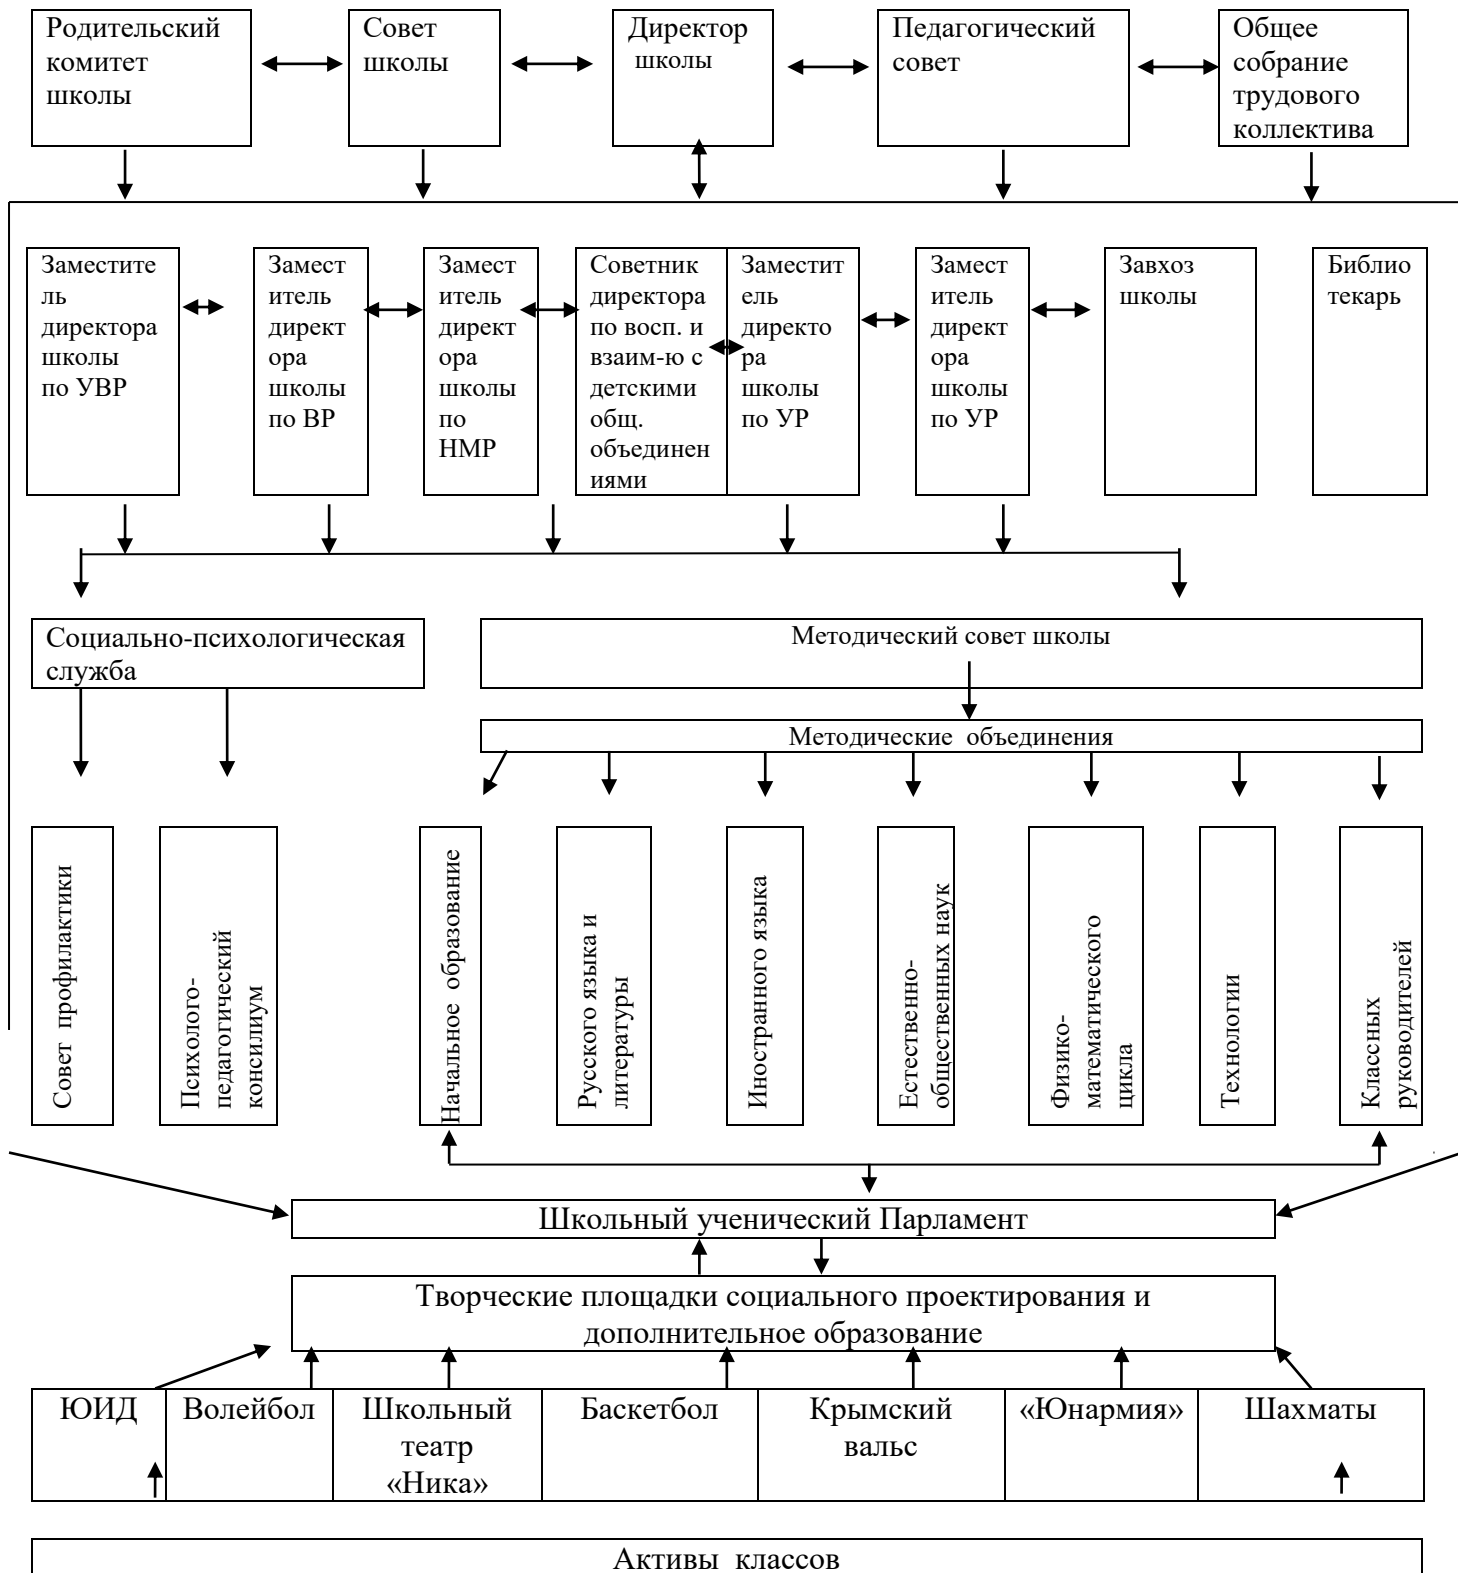 Родительский
комитет
школы
Совет
школы
Директор
школы
Педагогический
совет
Общее
собрание
трудового
коллектива
Заместите
ль
директора
школы
по УВР
Замест
итель
директ
ора
школы
по ВР
Замест
итель
директ
ора
школы
по
НМР
Советник
директора
по восп. и
взаим-ю с
детскими
общ.
объединен
иями
Заместит
ель
директо
ра
школы
по УР
Замест
итель
директ
ора
школы
по УР
Завхоз
школы
Библио
текарь
Социально-психологическая
служба
Методический совет школы
Методические объединения
Совет профилактики
Психолого-
педагогический
консилиум
Начальное образование
Русского языка и
литературы
Иностранного языка
Естественно-
общественных наук
Физико-
математического
цикла
Технологии
Классных
руководителей
Школьный ученический Парламент
Творческие площадки социального проектирования и
дополнительное образование
ЮИД
Волейбол
Школьный
театр
«Ника»
Баскетбол
Крымский
вальс
«Юнармия»
Шахматы
Активы классов